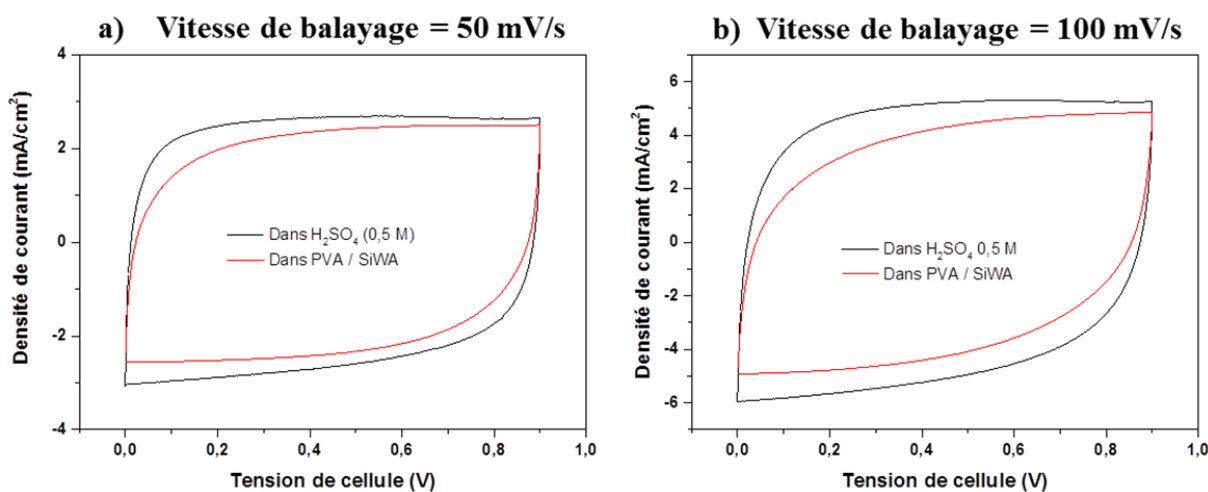 a) Vitesse de balayage = 50 mV/s
4
2
0
-2
-4
Densité de courant (mA/cm²)
Dans H₂SO₄ (0,5 M)
Dans PVA / SiWA
0,0 0,2 0,4 0,6 0,8 1,0
Tension de cellule (V)
b) Vitesse de balayage = 100 mV/s
6
4
2
0
-2
-4
-6
Densité de courant (mA/cm²)
Dans H₂SO₄ 0,5 M
Dans PVA / SiWA
0,0 0,2 0,4 0,6 0,8 1,0
Tension de cellule (V)